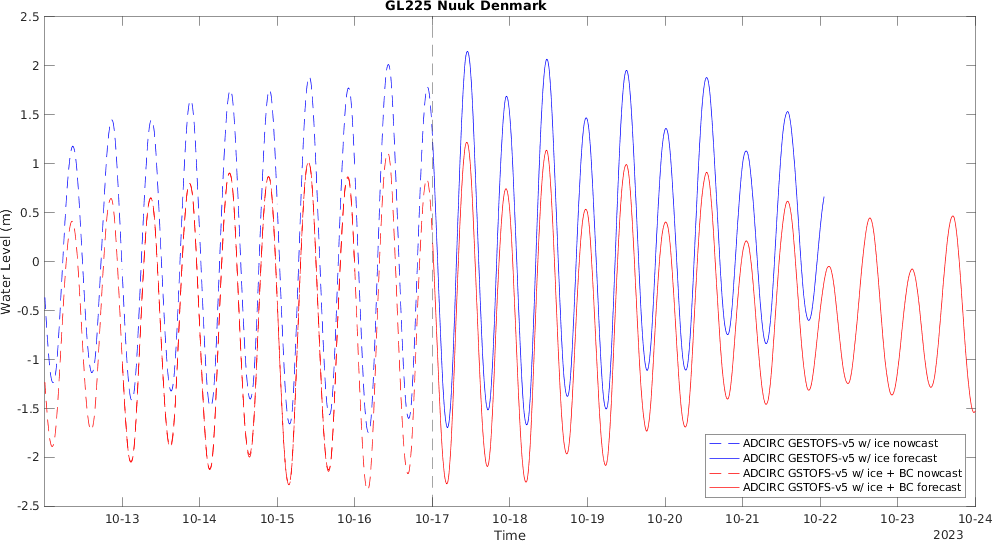 GL225 Nuuk Denmark
2.5
2
1.5
1
0.5
0
-0.5
-1
-1.5
-2
-2.5
Water Level (m)
ADCIRC GESTOFS-v5 w/ ice nowcast
ADCIRC GESTOFS-v5 w/ ice forecast
ADCIRC GSTOFS-v5 w/ ice + BC nowcast
ADCIRC GSTOFS-v5 w/ ice + BC forecast
10-13 10-14 10-15 10-16 10-17 10-18 10-19 10-20 10-21 10-22 10-23 10-24
Time
2023